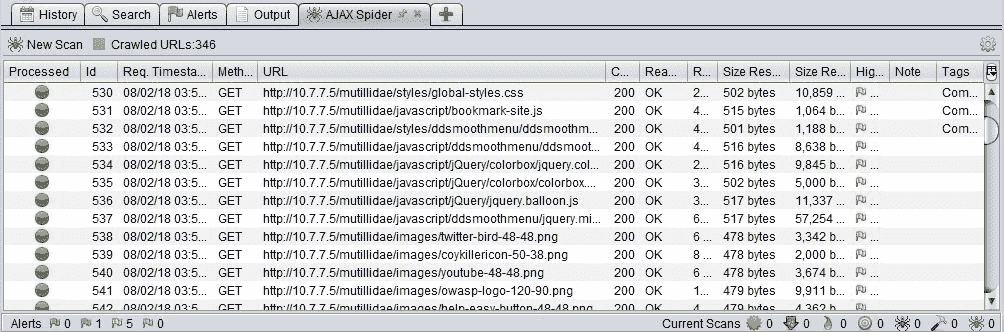 History Search Alerts Output AJAX Spider
New Scan Crawled URLs:346
Processed Id Req. Timesta... Meth... URL C... Rea... R... Size Res... Size Re... Hig... Note Tags
530 08/02/18 03:5... GET http://10.7.7.5/mutillidae/styles/global-styles.css 200 OK 2... 502 bytes 10,859 ... ... Com...
531 08/02/18 03:5... GET http://10.7.7.5/mutillidae/javascript/bookmark-site.js 200 OK 4... 515 bytes 1,064 b... ... Com...
532 08/02/18 03:5... GET http://10.7.7.5/mutillidae/styles/ddsmoothmenu/ddsmoothm... 200 OK 4... 501 bytes 1,188 b... ... Com...
533 08/02/18 03:5... GET http://10.7.7.5/mutillidae/javascript/ddsmoothmenu/ddsmoot... 200 OK 4... 516 bytes 8,638 b... ...
534 08/02/18 03:5... GET http://10.7.7.5/mutillidae/javascript/jQuery/colorbox/jquery.col... 200 OK 2... 516 bytes 9,845 b... ...
535 08/02/18 03:5... GET http://10.7.7.5/mutillidae/javascript/jQuery/colorbox/colorbox.... 200 OK 3... 502 bytes 5,000 b... ...
536 08/02/18 03:5... GET http://10.7.7.5/mutillidae/javascript/jQuery/jquery.balloon.js 200 OK 3... 517 bytes 11,337 ... ...
537 08/02/18 03:5... GET http://10.7.7.5/mutillidae/javascript/ddsmoothmenu/jquery.mi... 200 OK 6... 517 bytes 57,254 ... ...
538 08/02/18 03:5... GET http://10.7.7.5/mutillidae/images/twitter-bird-48-48.png 200 OK 6 ... 478 bytes 3,342 b... ...
539 08/02/18 03:5... GET http://10.7.7.5/mutillidae/images/coykillericon-50-38.png 200 OK 8 ... 478 bytes 2,000 b... ...
540 08/02/18 03:5... GET http://10.7.7.5/mutillidae/images/youtube-48-48.png 200 OK 6 ... 478 bytes 3,674 b... ...
541 08/02/18 03:5... GET http://10.7.7.5/mutillidae/images/owasp-logo-120-90.png 200 OK 1... 479 bytes 9,911 b... ...
542 08/02/18 03:5... GET http://10.7.7.5/mutillidae/images/help-easy-button-48-48.png 200 OK 4 ... 479 bytes 4,362 b... ...
Alerts 0 1 5 0 Current Scans 0 0 0 0 0 0 0